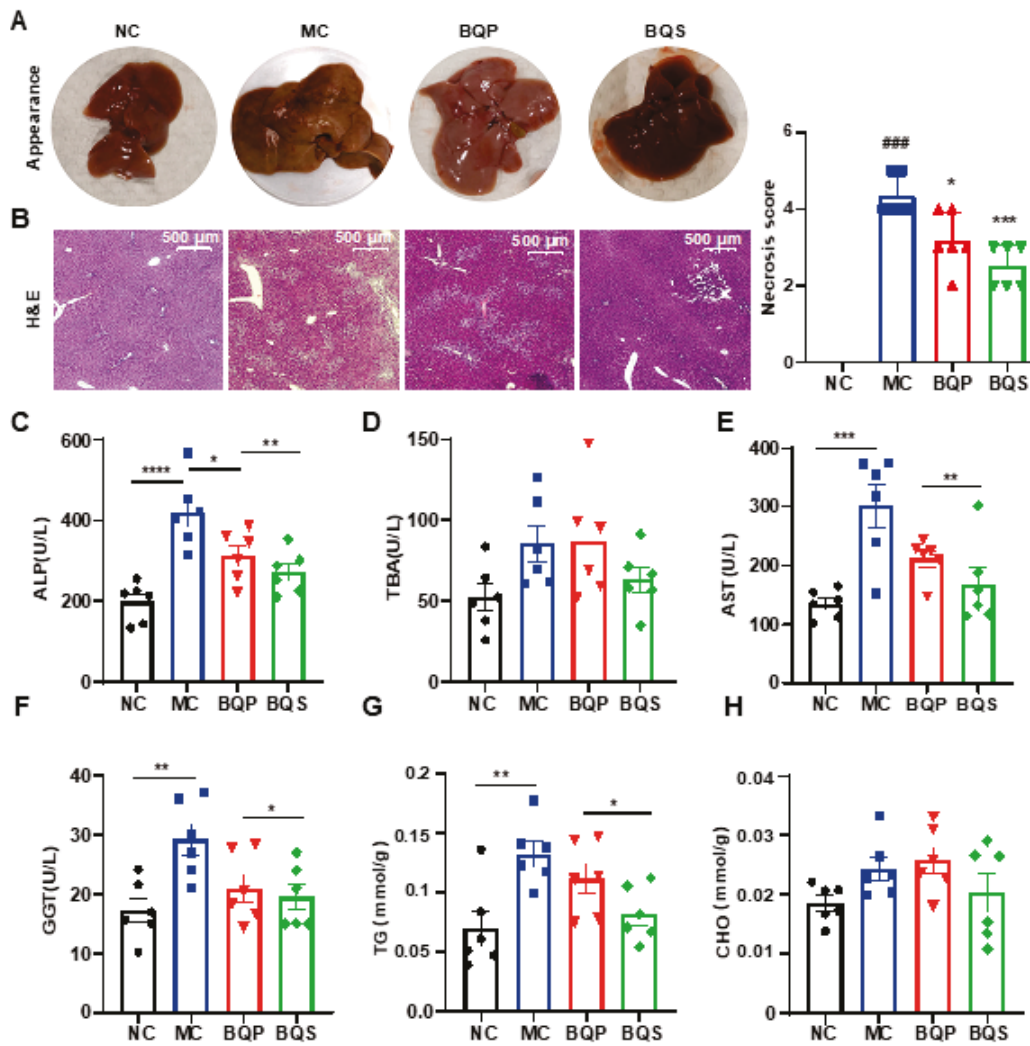 A
NC MC BQP BQS
Appearance
B
H&E
500 µm 500 µm 500 µm 500 µm
Necrosis score
6
4
2
0
###
*
***
NC MC BQP BQS
C
ALP(U/L)
600
400
200
0
**** * **
NC MC BQP BQS
D
TBA(U/L)
150
100
50
0
NC MC BQP BQS
E
AST (U/L)
400
300
200
100
0
*** **
NC MC BQP BQS
F
GGT(U/L)
40
30
20
10
0
** *
NC MC BQP BQS
G
TG (mmol/g)
0.2
0.15
0.10
0.05
0.0
** *
NC MC BQP BQS
H
CHO (mmol/g)
0.04
0.03
0.02
0.01
0
NC MC BQP BQS